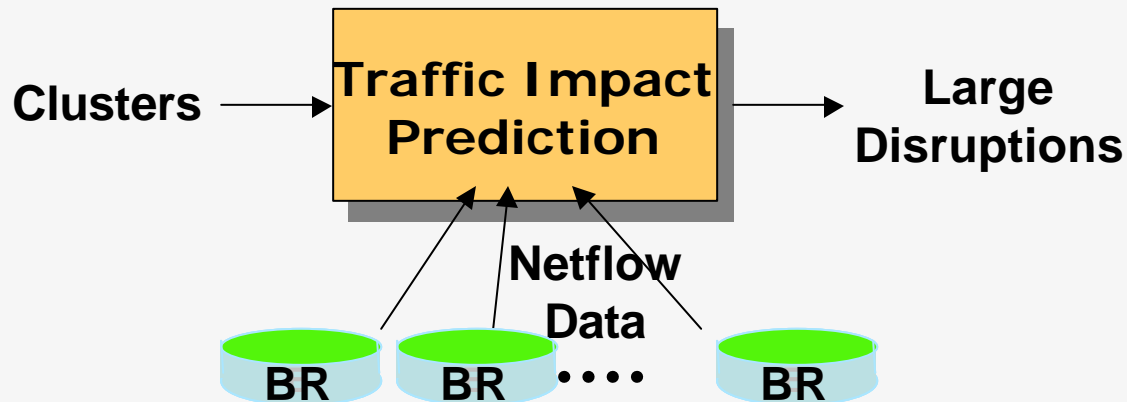 Clusters
Traffic Impact
Prediction
Large
Disruptions
Netflow
Data
BR
BR
••••
BR